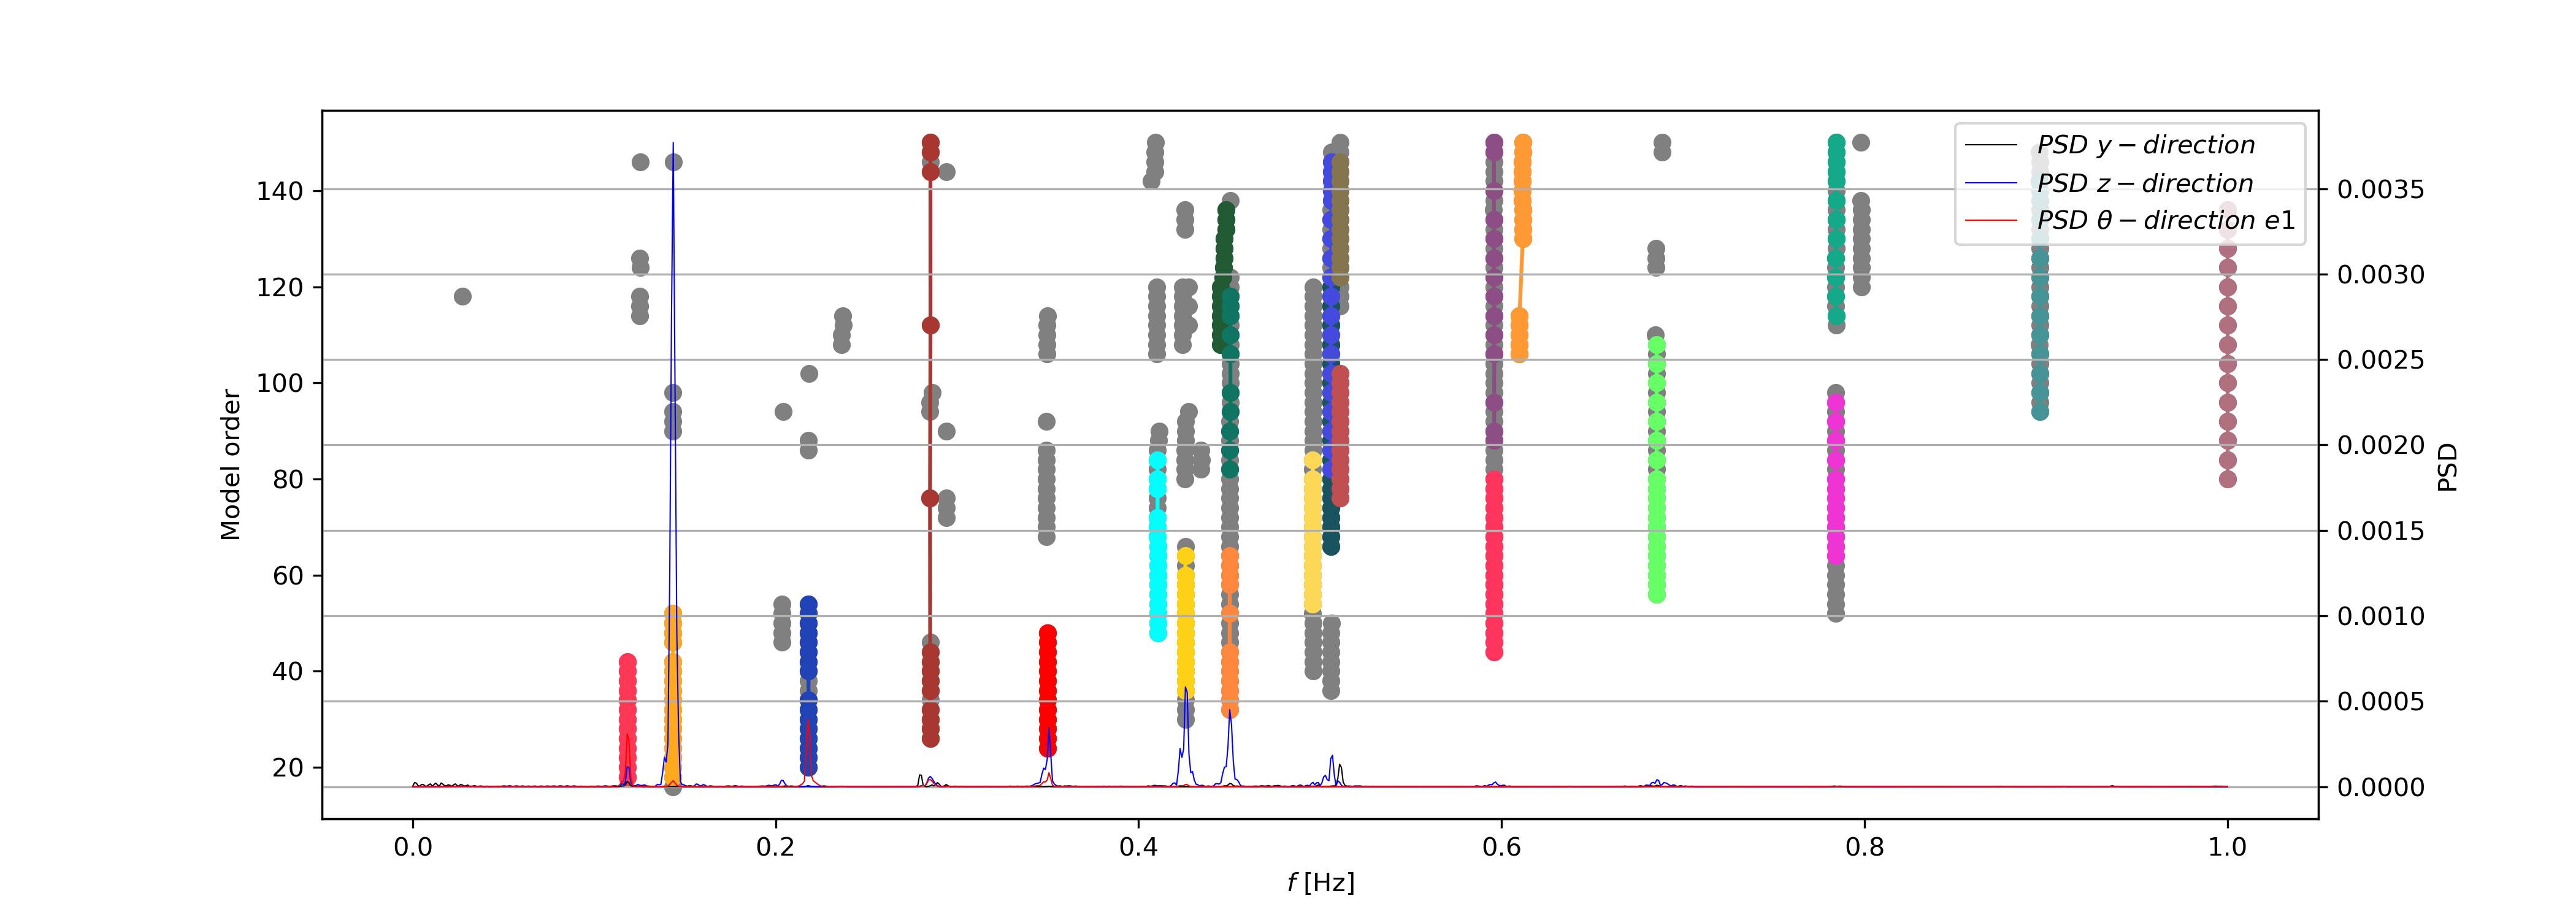 PSD y − direction
PSD z − direction
PSD θ − direction e1
140
120
100
80
60
40
20
Model order
0.0035
0.0030
0.0025
0.0020
0.0015
0.0010
0.0005
0.0000
PSD
0.0 0.2 0.4 0.6 0.8 1.0
f [Hz]